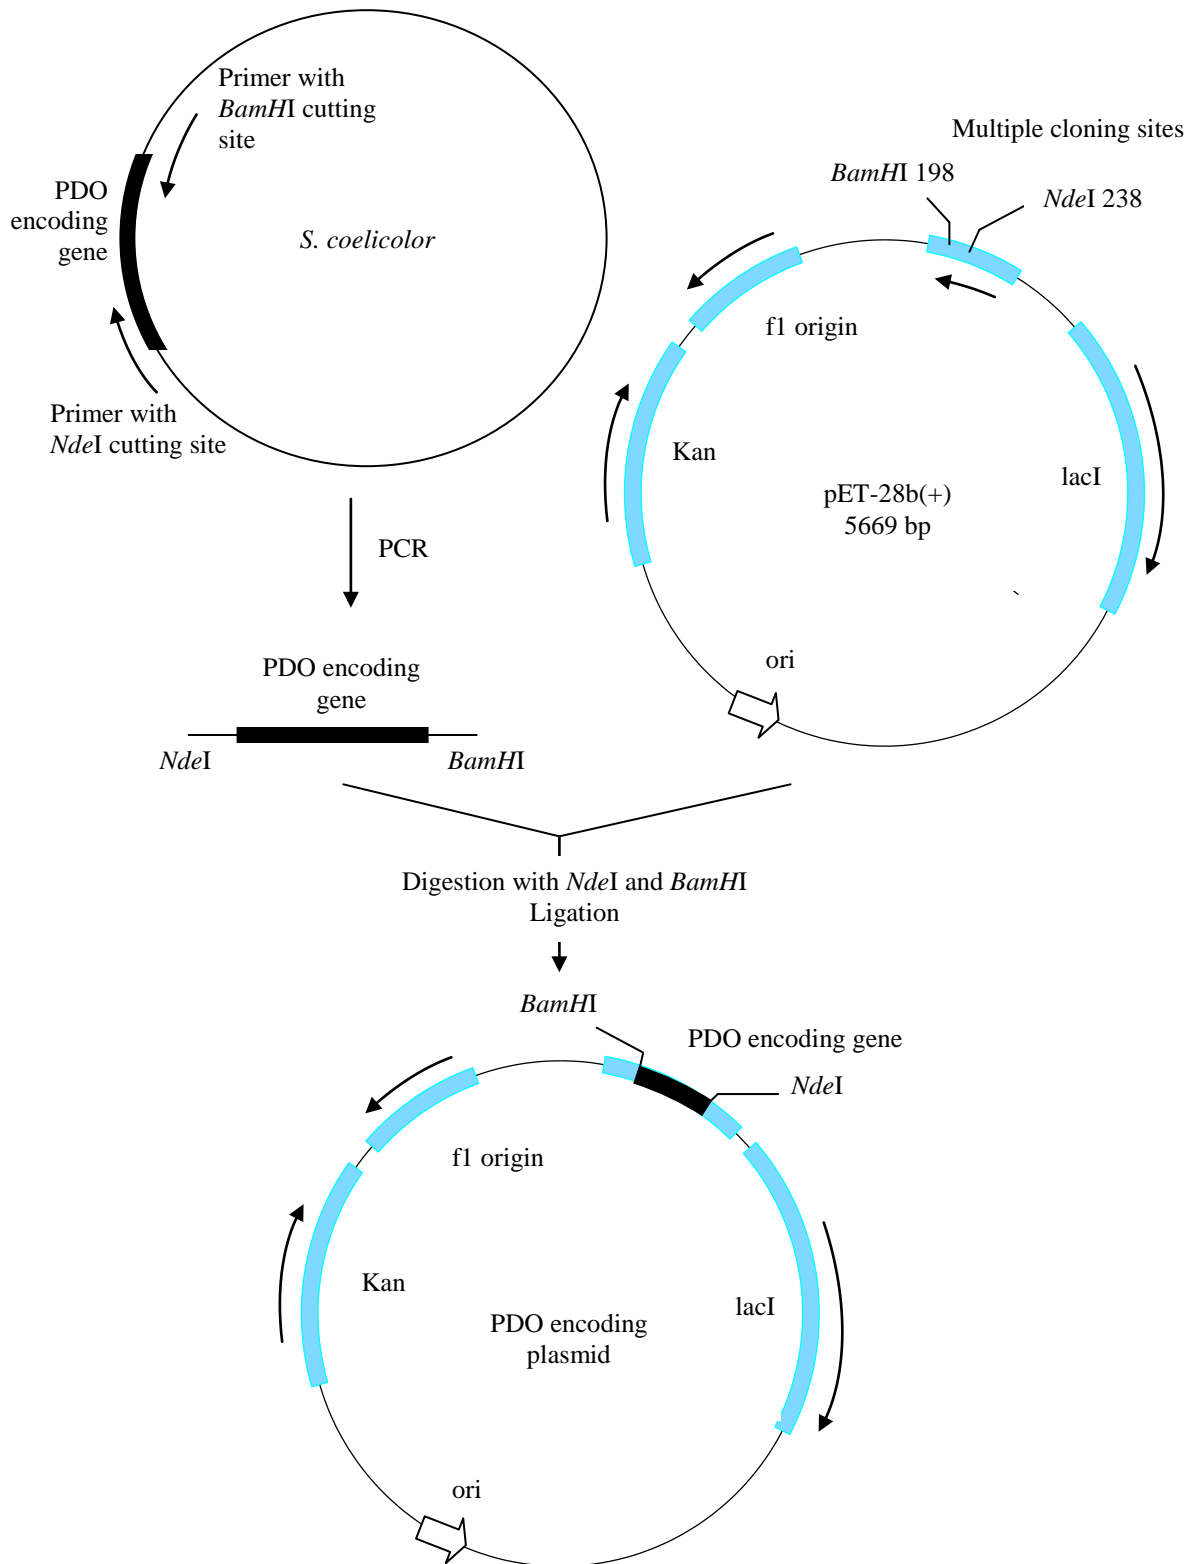 Primer with
BamHI cutting
site
PDO
encoding
gene
S. coelicolor
Primer with
NdeI cutting site
Multiple cloning sites
BamHI 198
NdeI 238
f1 origin
Kan
lacI
pET-28b(+)
5669 bp
`
ori
PCR
PDO encoding
gene
NdeI
BamHI
Digestion with NdeI and BamHI
Ligation
BamHI
PDO encoding gene
NdeI
f1 origin
Kan
lacI
PDO encoding
plasmid
ori